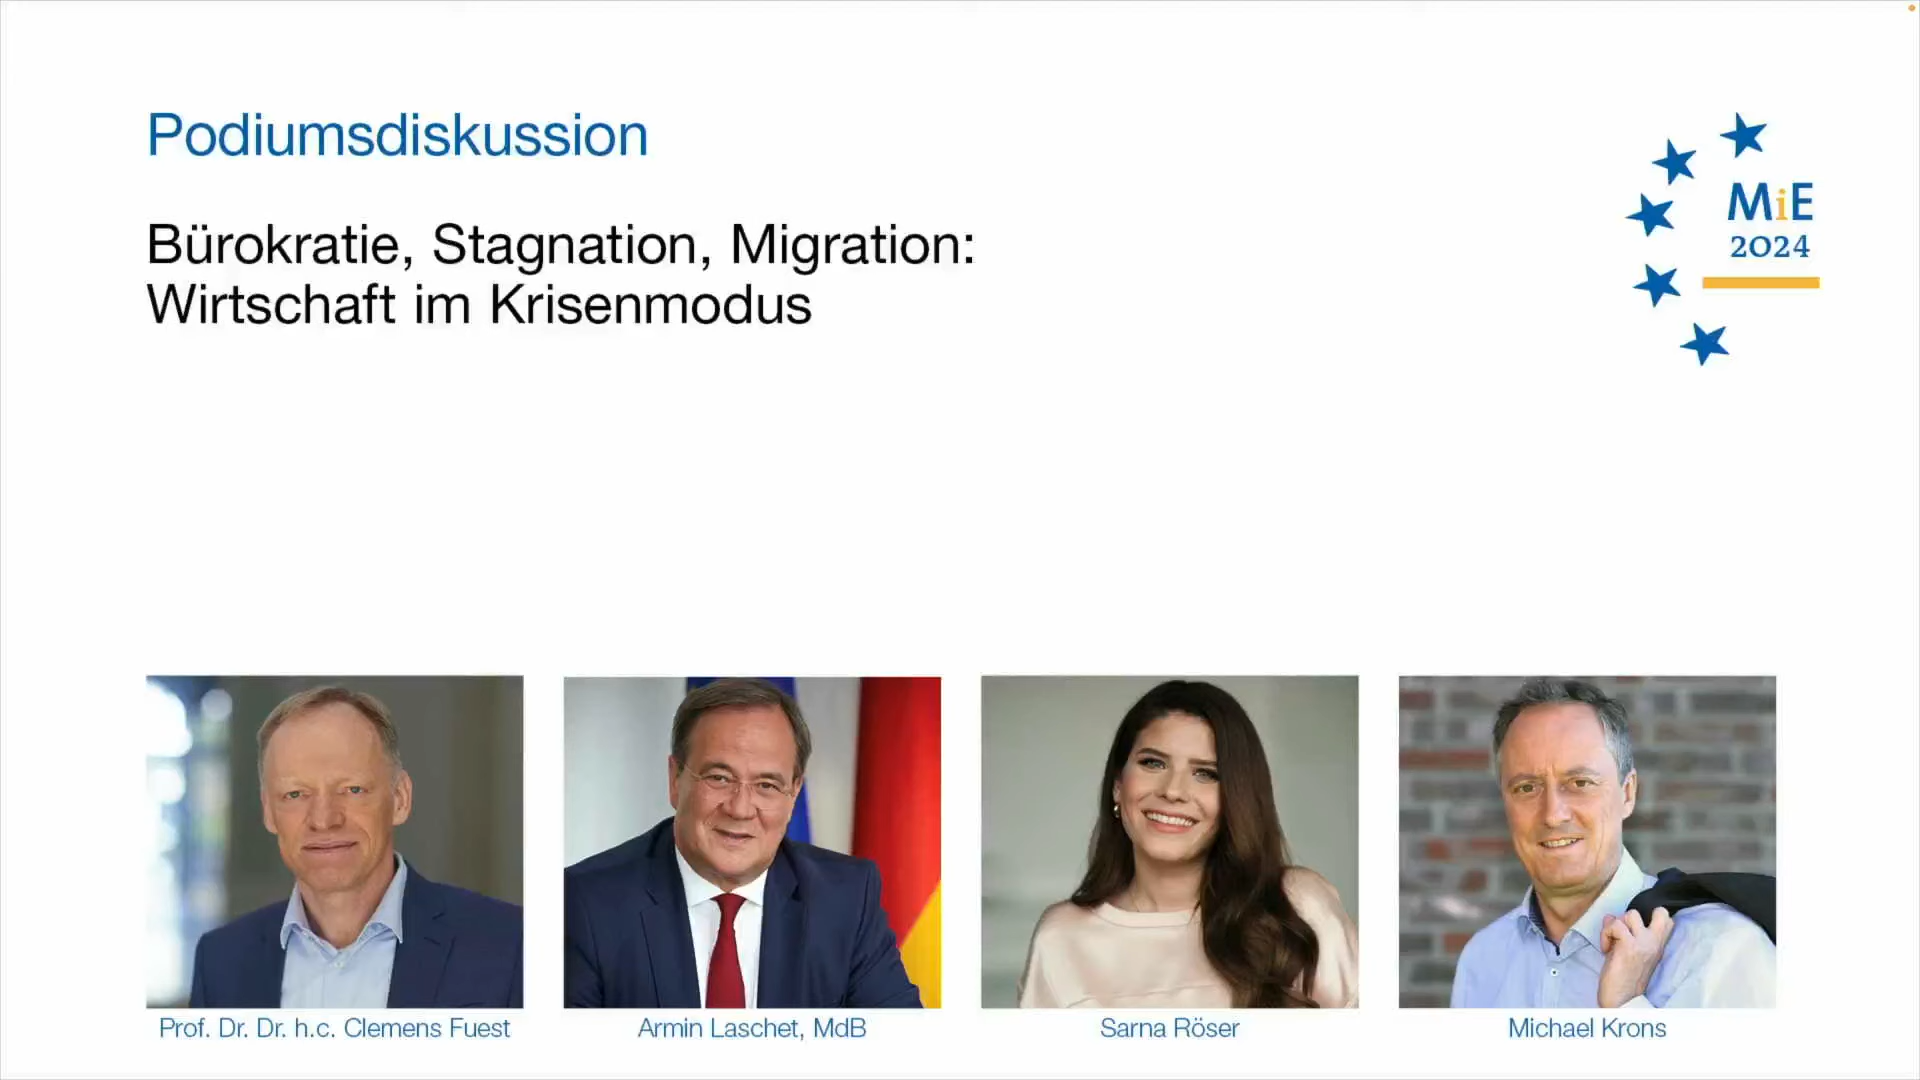 Podiumsdiskussion
Bürokratie, Stagnation, Migration:
Wirtschaft im Krisenmodus
MiE
2024
Prof. Dr. Dr. h.c. Clemens Fuest
Armin Laschet, MdB
Sarna Röser
Michael Krons